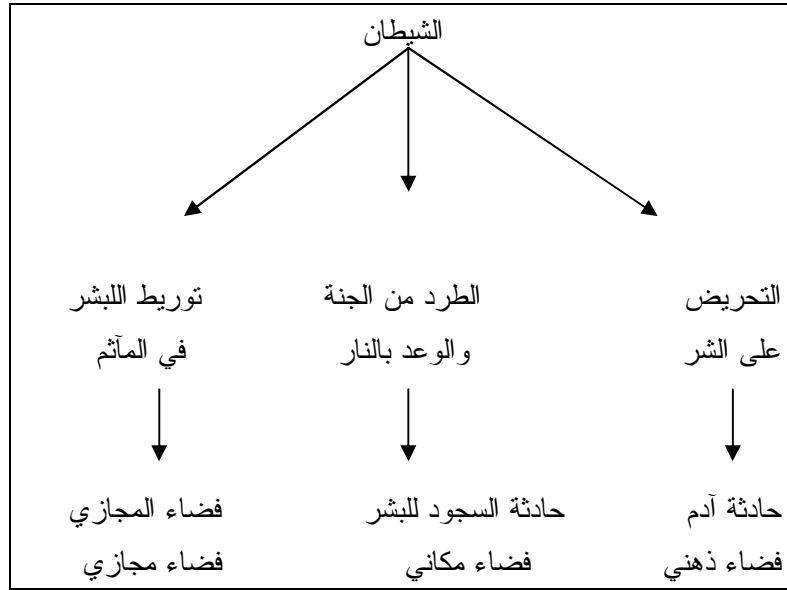 الشيطان
التحريض الطرد من الجنة توريط اللبشر
على الشر والوعد بالنار في المآثم
حادثة آدم حادثة السجود للبشر فضاء المجازي
فضاء ذهني فضاء مكاني فضاء مجازي